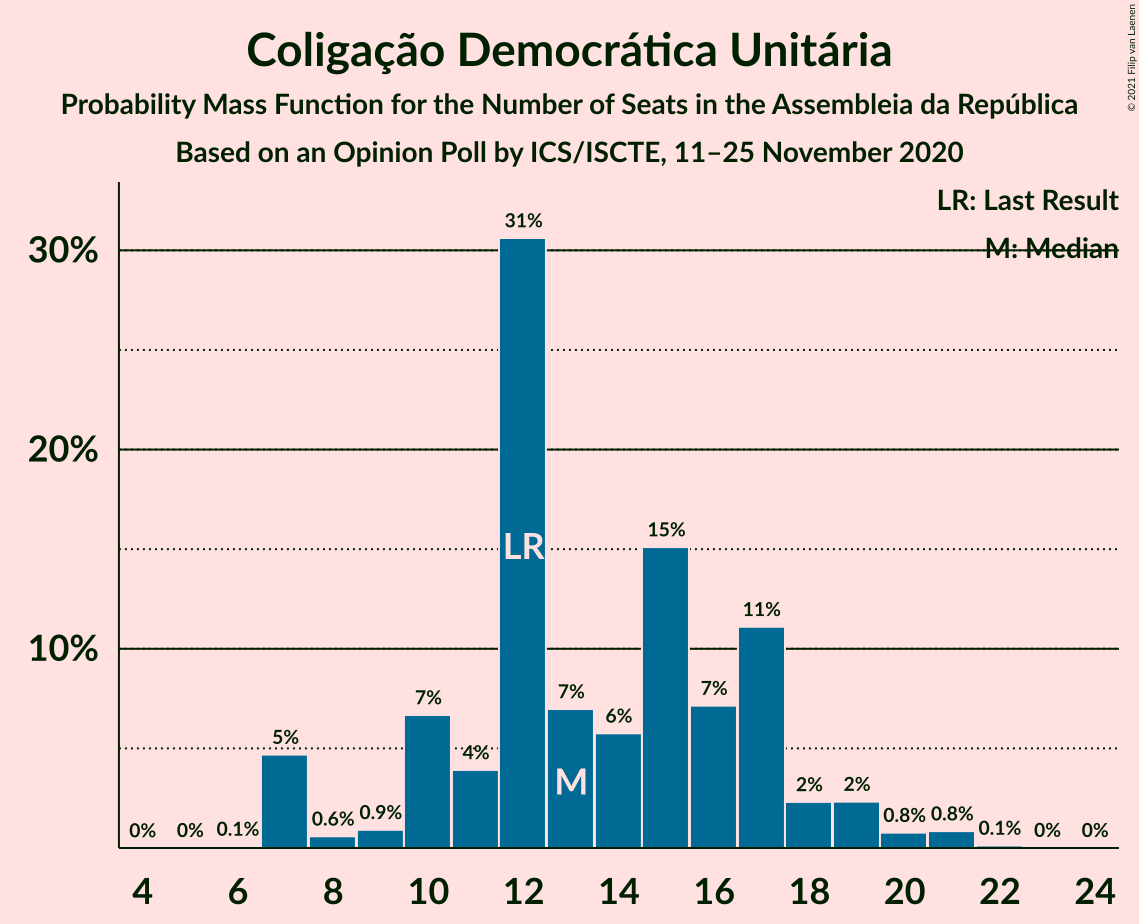 Coligação Democrática Unitária
Probability Mass Function for the Number of Seats in the Assembleia da República
Based on an Opinion Poll by ICS/ISCTE, 11–25 November 2020
© 2021 Filip van Laenen
LR: Last Result
M: Median
30%
20%
10%
0%
0%
0.1%
5%
0.6%
0.9%
7%
4%
31%
7%
6%
15%
7%
11%
2%
2%
0.8%
0.8%
0.1%
0%
0%
LR
M
4 6 8 10 12 14 16 18 20 22 24